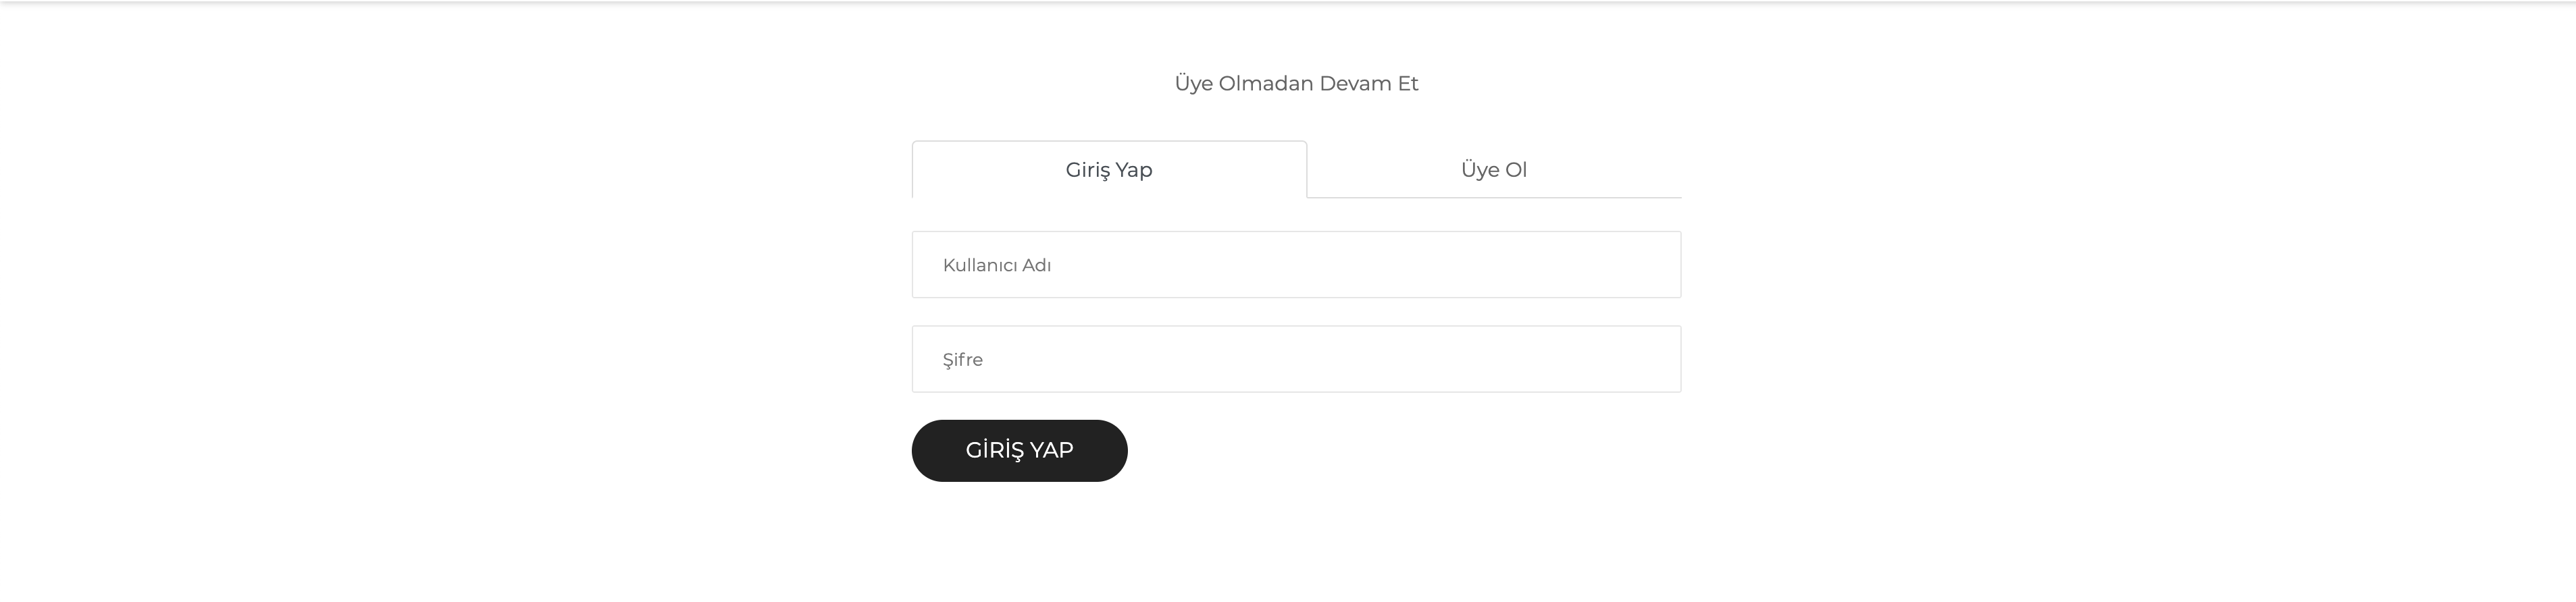 Üye Olmadan Devam Et
Giriş Yap
Üye Ol
Kullanıcı Adı
Şifre
GİRİŞ YAP